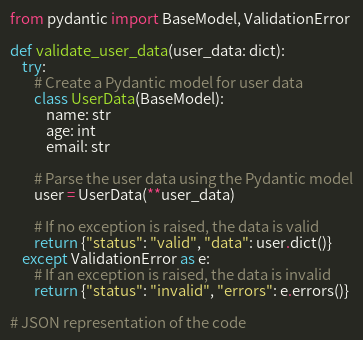 from pydantic import BaseModel, ValidationError

def validate_user_data(user_data: dict):
    try:
        # Create a Pydantic model for user data
        class UserData(BaseModel):
            name: str
            age: int
            email: str

        # Parse the user data using the Pydantic model
        user = UserData(**user_data)

        # If no exception is raised, the data is valid
        return {"status": "valid", "data": user.dict()}
    except ValidationError as e:
        # If an exception is raised, the data is invalid
        return {"status": "invalid", "errors": e.errors()}

# JSON representation of the code